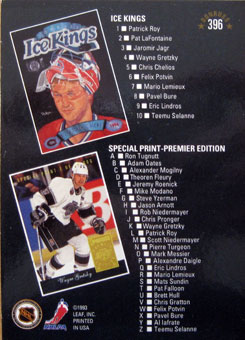 396
ICE KINGS
1 Patrick Roy
2 Pat LaFontaine
3 Jaromir Jagr
4 Wayne Gretzky
5 Chris Chelios
6 Felix Potvin
7 Mario Lemieux
8 Pavel Bure
9 Eric Lindros
10 Teemu Selanne
Ice Kings
SPECIAL PRINT-PREMIER EDITION
A Ron Tugnutt
B Adam Oates
C Alexander Mogilny
D Theoren Fleury
E Jeremy Roenick
F Mike Modano
G Steve Yzerman
H Jason Arnott
I Rob Niedermayer
J Chris Pronger
K Wayne Gretzky
L Patrick Roy
M Scott Niedermayer
N Pierre Turgeon
O Mark Messier
P Alexandre Daigle
Q Eric Lindros
R Mario Lemieux
S Mats Sundin
T Pat Falloon
U Brett Hull
V Chris Gratton
W Felix Potvin
X Pavel Bure
Y Al Iafrate
Z Teemu Selanne
Wayne Gretzky
NHL
NHLPA
©1993
LEAF, INC.
PRINTED
IN USA